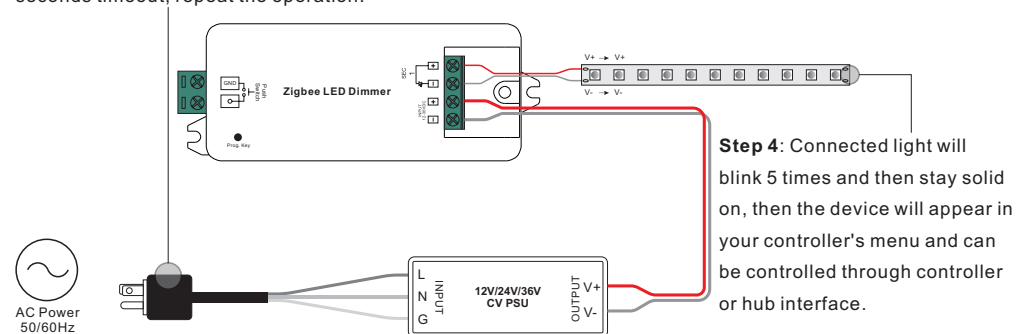 seconds timeout, repeat the operation.
V+ → V+
V- → V-
SEC
1
+
-
+
-
GND
Push
Switch
Zigbee LED Dimmer
Prog. Key
Step 4: Connected light will
blink 5 times and then stay solid
on, then the device will appear in
your controller's menu and can
be controlled through controller
or hub interface.
AC Power
50/60Hz
L
N
G
INPUT
12V/24V/36V
CV PSU
OUTPUT
V+
V-